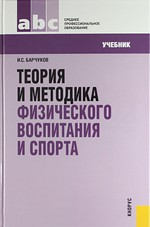 abc
СРЕДНЕЕ
ПРОФЕССИОНАЛЬНОЕ
ОБРАЗОВАНИЕ
УЧЕБНИК
И.С. БАРЧУКОВ
ТЕОРИЯ И МЕТОДИКА
ФИЗИЧЕСКОГО
ВОСПИТАНИЯ
И СПОРТА
КНОРУС